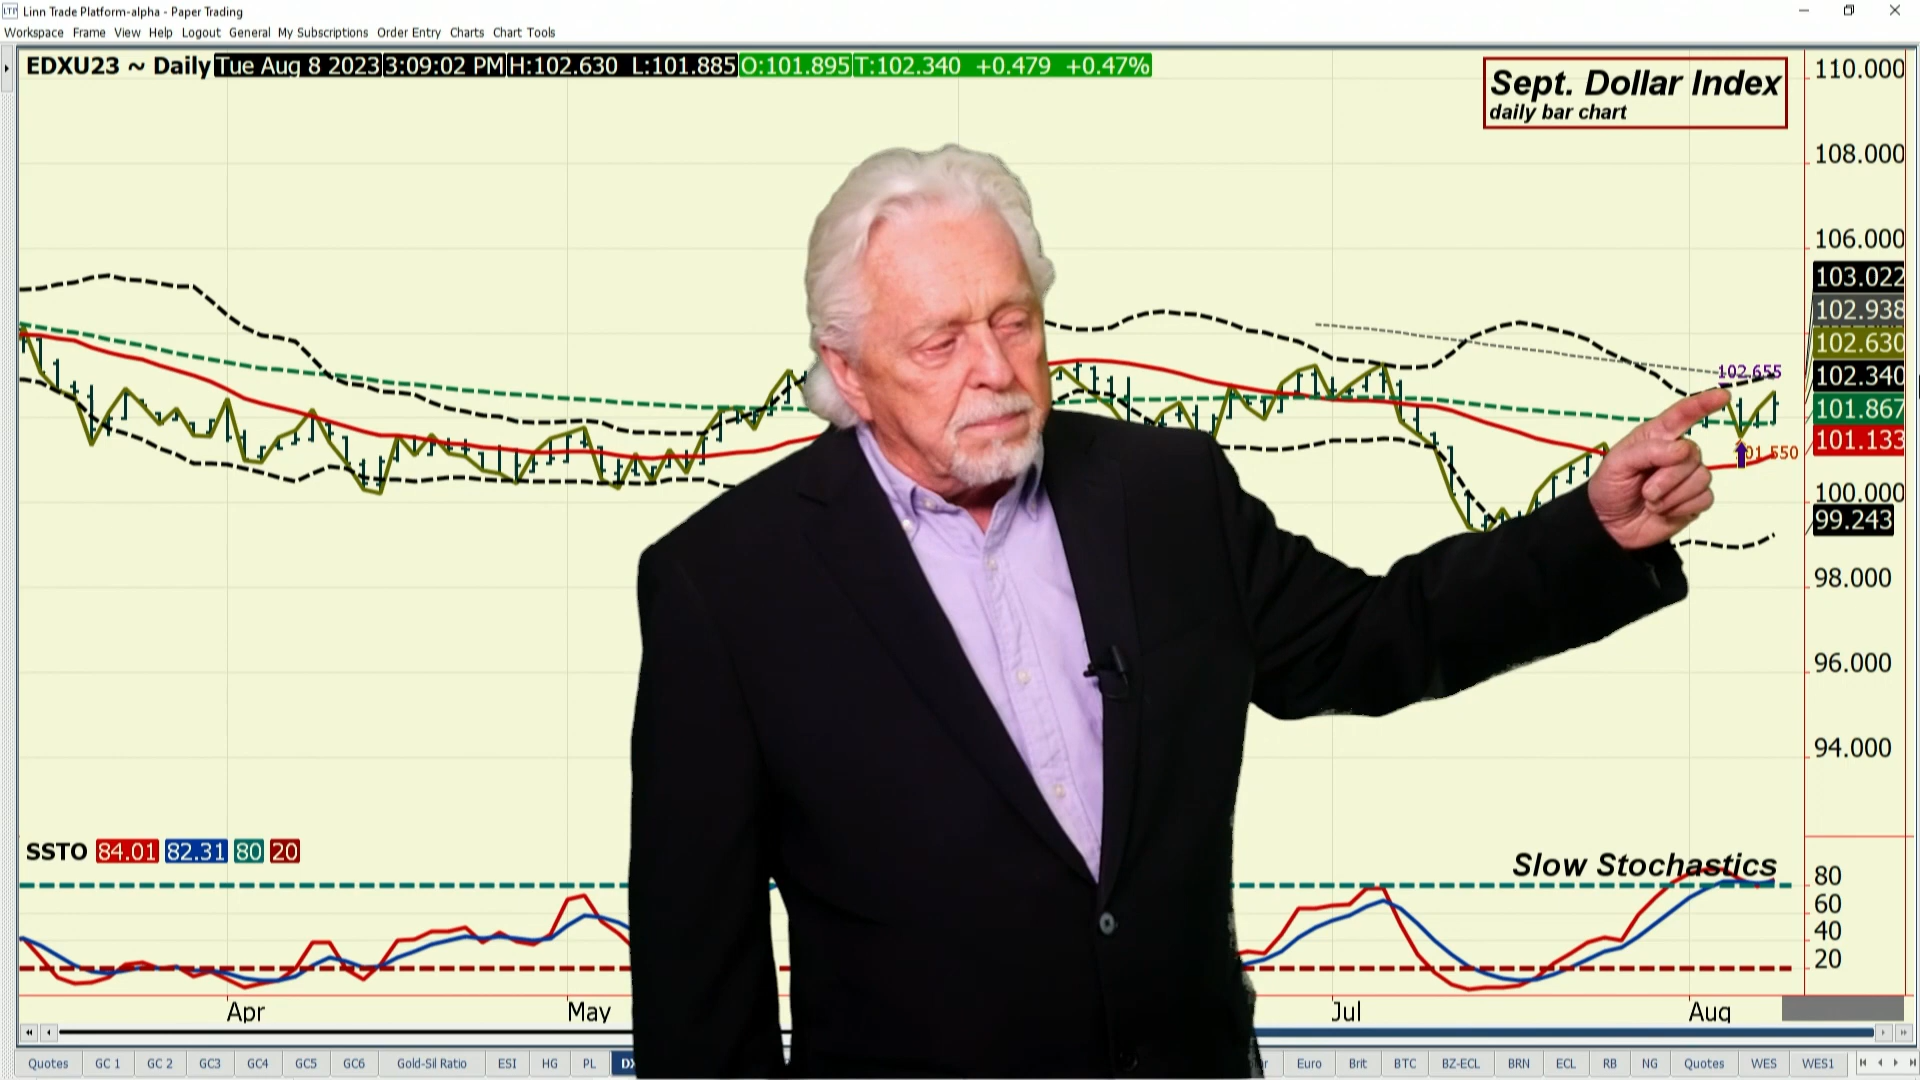 Linn Trade Platform-alpha - Paper Trading
Workspace Frame View Help Logout General My Subscriptions Order Entry Charts Chart Tools
EDXU23 ~ Daily Tue Aug 8 2023 3:09:02 PM H:102.630 L:101.885 O:101.895 T:102.340 +0.479 +0.47%
Sept. Dollar Index
daily bar chart
110.000
108.000
106.000
103.022
102.938
102.630
102.655
102.340
101.867
101.133
01.550
100.000
99.243
98.000
96.000
94.000
SSTO 84.01 82.31 80 20
Slow Stochastics
80
60
40
20
Apr May Jul Aug
Quotes GC 1 GC 2 GC3 GC4 GC5 GC6 Gold-Sil Ratio ESI HG PL Euro Brit BTC BZ-ECL BRN ECL RB NG Quotes WES WES1